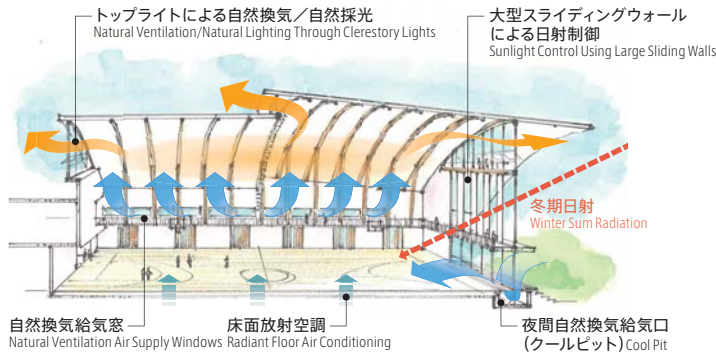 トップライトによる自然換気／自然採光
Natural Ventilation/Natural Lighting Through Clerestory Lights
大型スライディングウォール
による日射制御
Sunlight Control Using Large Sliding Walls
冬期日射
Winter Sum Radiation
自然換気給気窓
Natural Ventilation Air Supply Windows
床面放射空調
Radiant Floor Air Conditioning
夜間自然換気給気口
（クールピット） Cool Pit